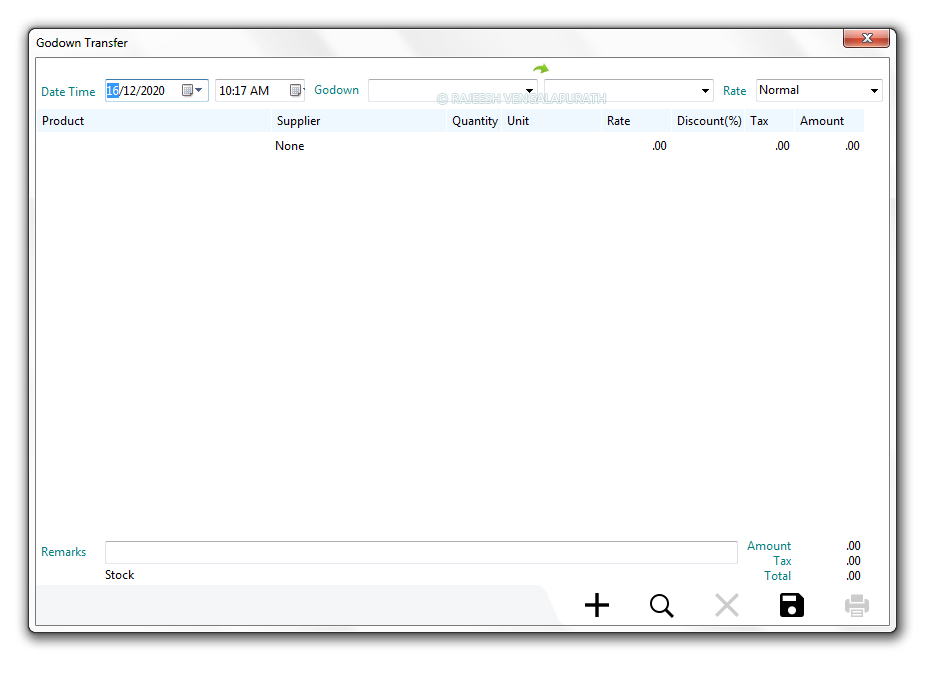 Godown Transfer
Date Time 16/12/2020 10:17 AM Godown Rate Normal
© RAJEESH VENGALAPURATH
Product Supplier Quantity Unit Rate Discount(%) Tax Amount
None .00 .00 .00
Remarks
Amount .00
Tax .00
Total .00
Stock